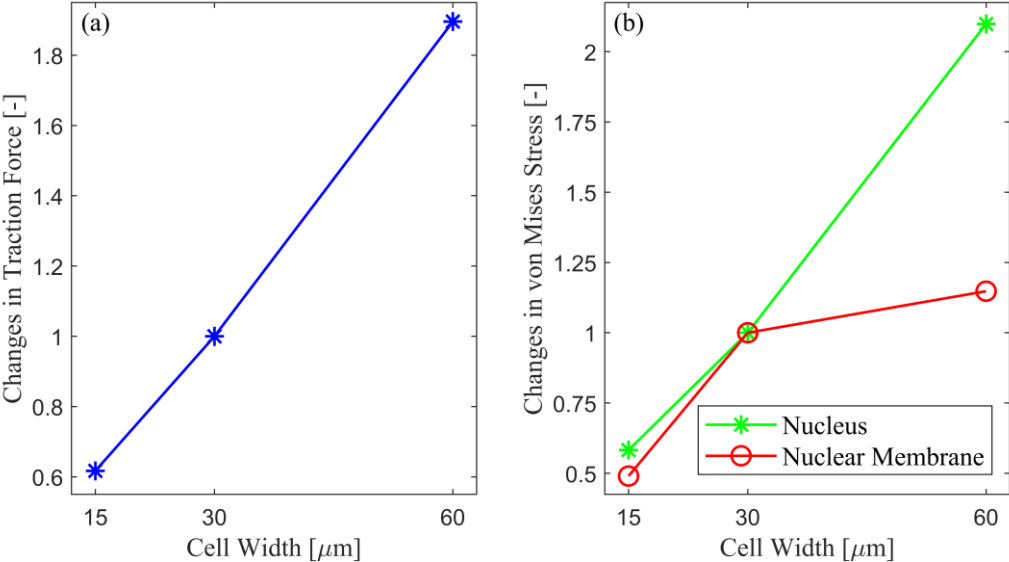 (a)
Changes in Traction Force [-]
1.8
1.6
1.4
1.2
1
0.8
0.6
15 30 60
Cell Width [μm]
(b)
Changes in von Mises Stress [-]
2
1.75
1.5
1.25
1
0.75
0.5
Nucleus
Nuclear Membrane
15 30 60
Cell Width [μm]